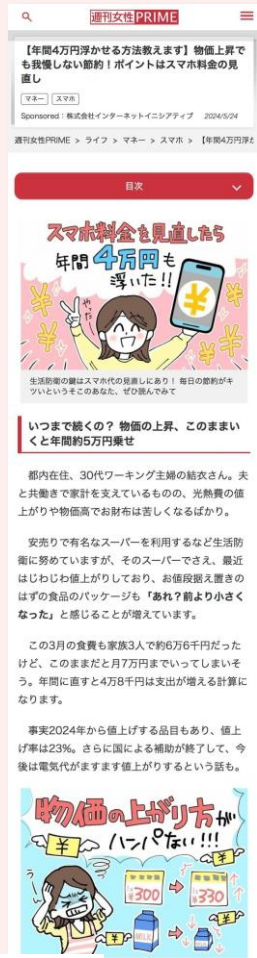 週刊女性PRIME
【年間4万円浮かせる方法教えます】物価上昇で
も我慢しない節約！ポイントはスマホ料金の見
直し
マネー スマホ
Sponsored：株式会社インターネットイニシアティブ 2024/5/24
週刊女性PRIME > ライフ > マネー > スマホ > 【年間4万円浮か
目次
スマホ料金を見直したら
年間4万円も
浮いた!!
やったー
¥
生活防衛の鍵はスマホ代の見直しにあり！ 毎日の節約がキ
ツいというそこのあなた、ぜひ読んでみて
いつまで続くの？ 物価の上昇、このままい
くと年間約5万円上乗せ
都内在住、30代ワーキング主婦の結衣さん。夫
と共働きで家計を支えているものの、光熱費の値
上がりや物価高でお財布は苦しくなるばかり。
安売りで有名なスーパーを利用するなど生活防
衛に努めていますが、そのスーパーでさえ、最近
はじわじわ値上がりしており、お値段据え置きの
はずの食品のパッケージも「あれ？前より小さく
なった」と感じることが増えています。
この3月の食費も家族3人で約6万6千円だった
けど、このままだと月7万円までいってしまいそ
う。年間に直すと4万8千円は支出が増える計算に
なります。
事実2024年から値上げする品目もあり、値上
げ率は23%。さらに国による補助が終了して、今
後は電気代がますます値上がりするという話も。
物価の上がり方が
ハンパない!!!
うーん
¥
¥300
¥330
MILK